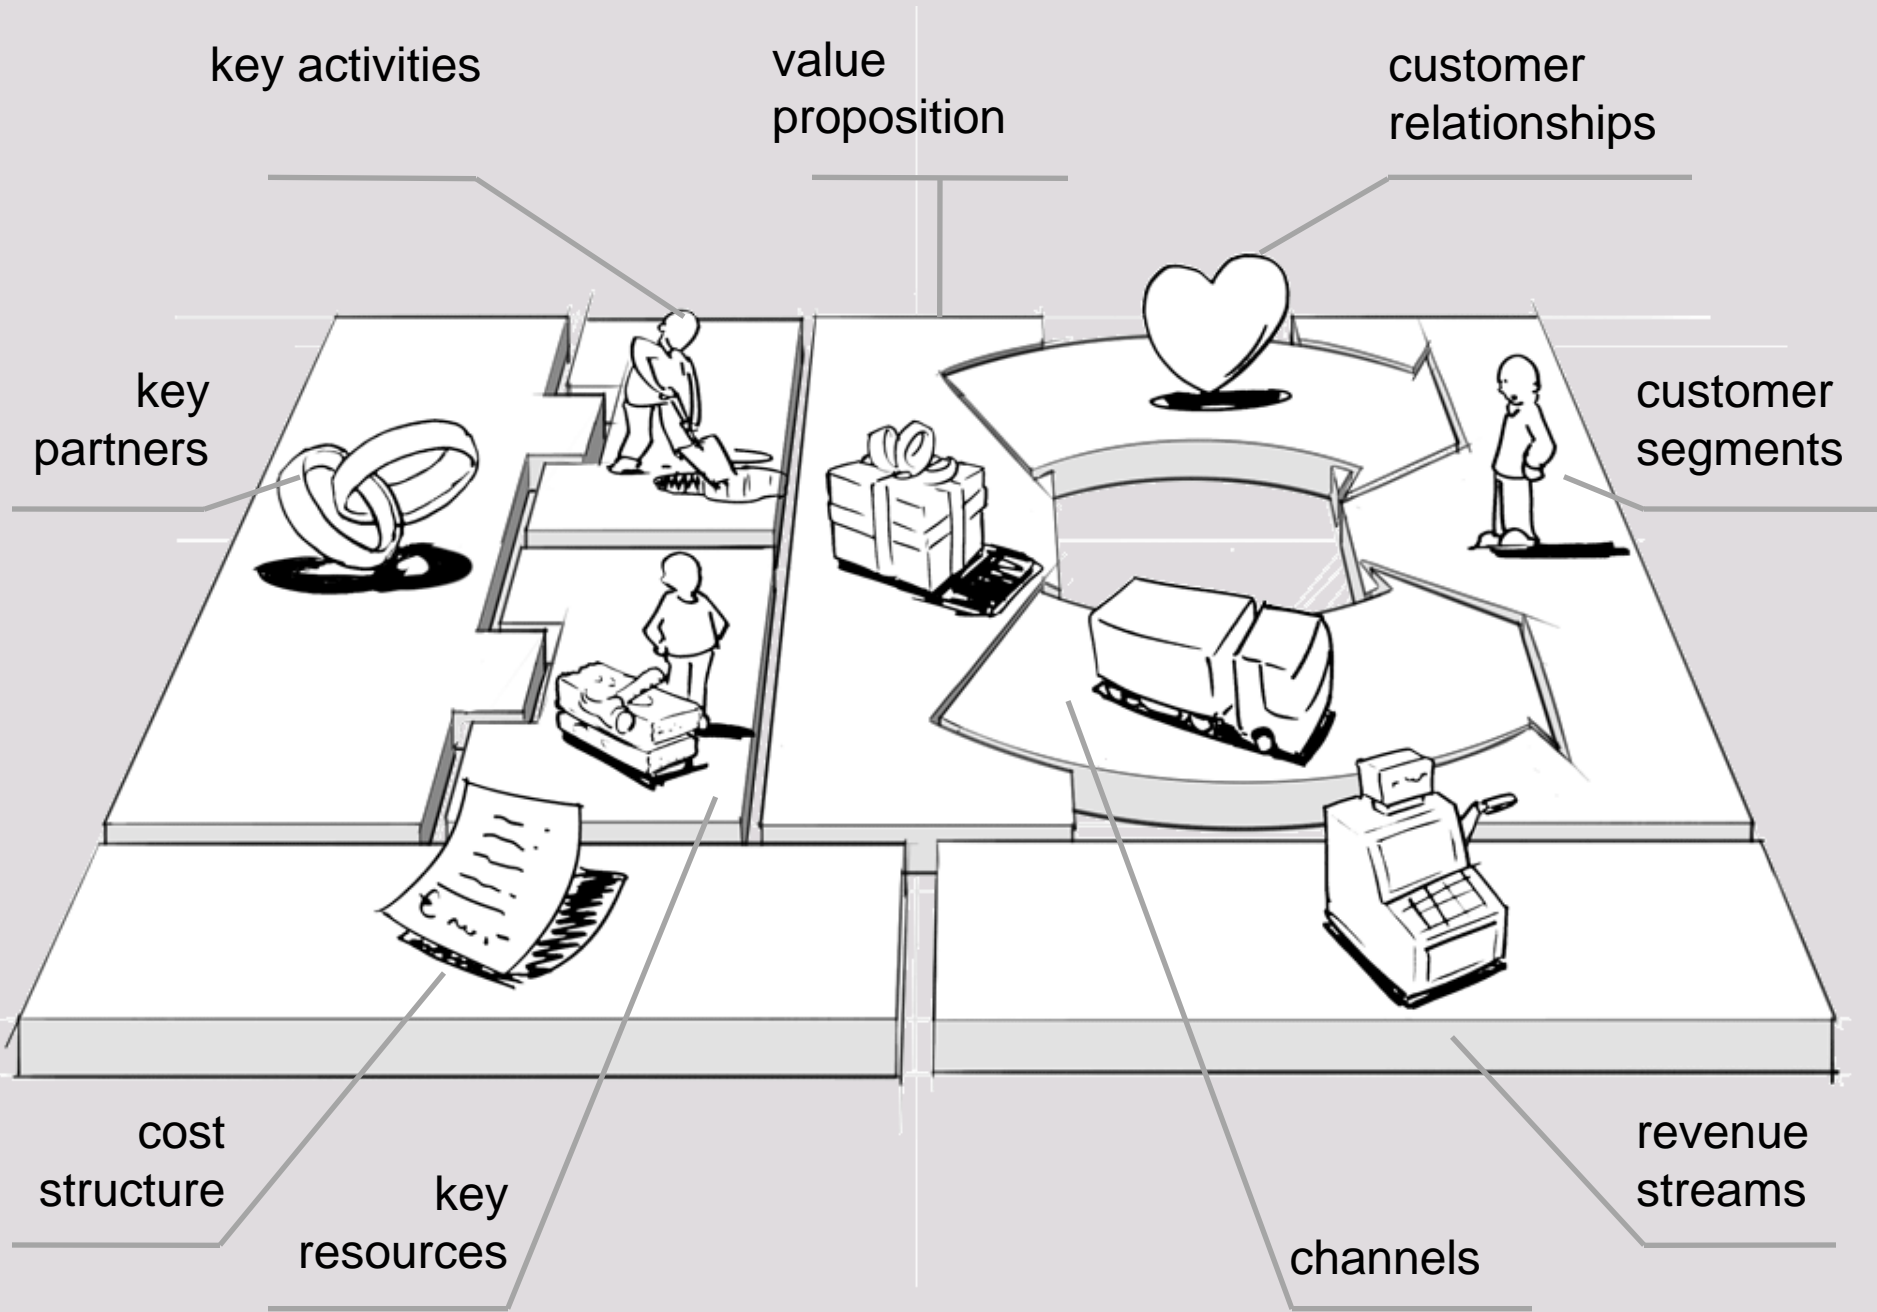 key activities
value
proposition
customer
relationships
key
partners
customer
segments
cost
structure
key
resources
channels
revenue
streams
€